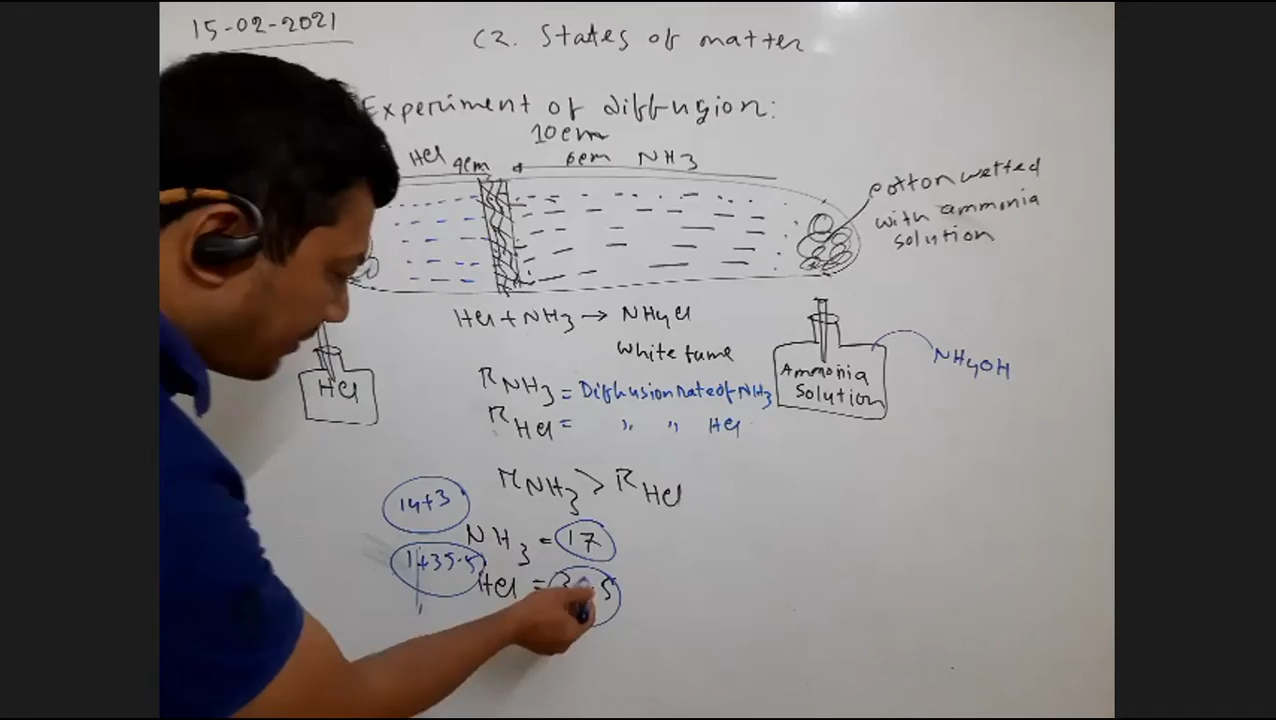 15-02-2021
C2. States of matter
Experiment of diffusion:
10cm
HCl 4cm 6cm NH3
cotton wetted
with ammonia
solution
HCl + NH3 → NH4Cl
White fume
HCl
Ammonia
Solution
NH4OH
RNH3 = Diffusion rate of NH3
RHCl = " " HCl
rNH3 > RHCl
14+3
NH3 = 17
1+35.5
HCl =